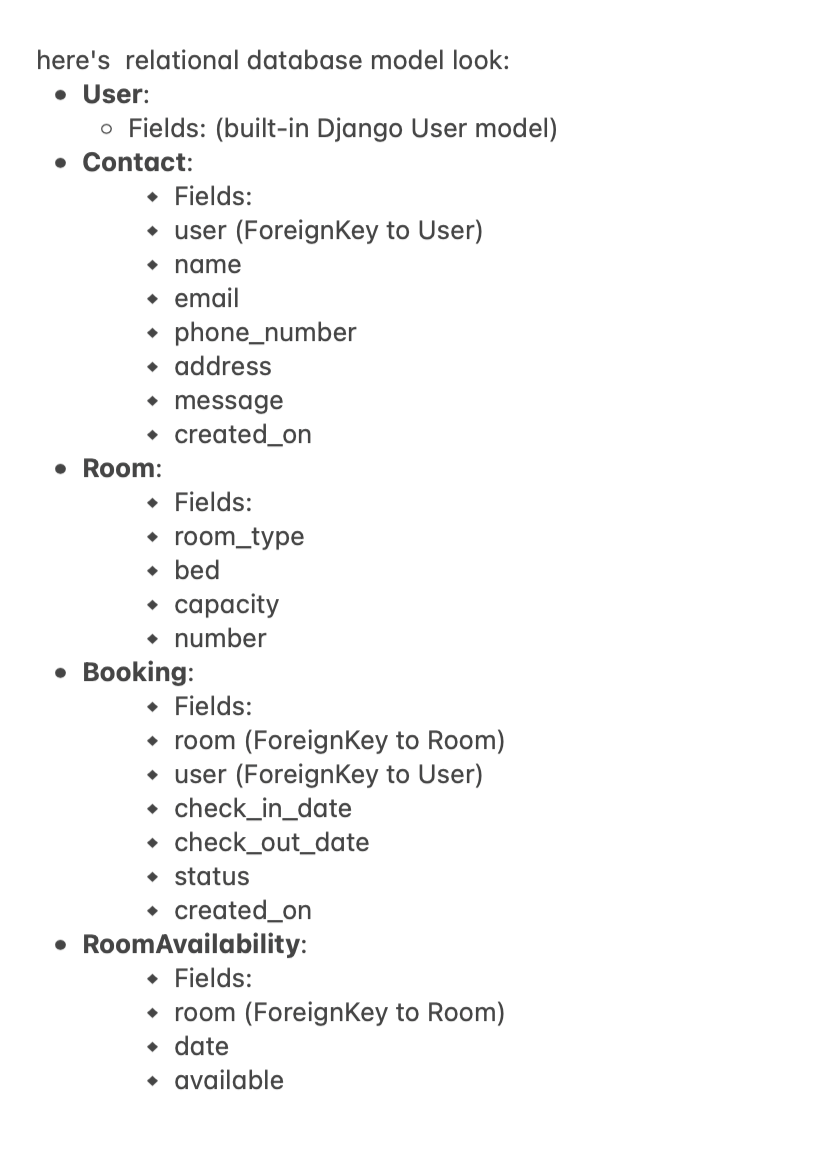 here's  relational database model look:
• User:
○ Fields: (built-in Django User model)
• Contact:
◆ Fields:
◆ user (ForeignKey to User)
◆ name
◆ email
◆ phone_number
◆ address
◆ message
◆ created_on
• Room:
◆ Fields:
◆ room_type
◆ bed
◆ capacity
◆ number
• Booking:
◆ Fields:
◆ room (ForeignKey to Room)
◆ user (ForeignKey to User)
◆ check_in_date
◆ check_out_date
◆ status
◆ created_on
• RoomAvailability:
◆ Fields:
◆ room (ForeignKey to Room)
◆ date
◆ available